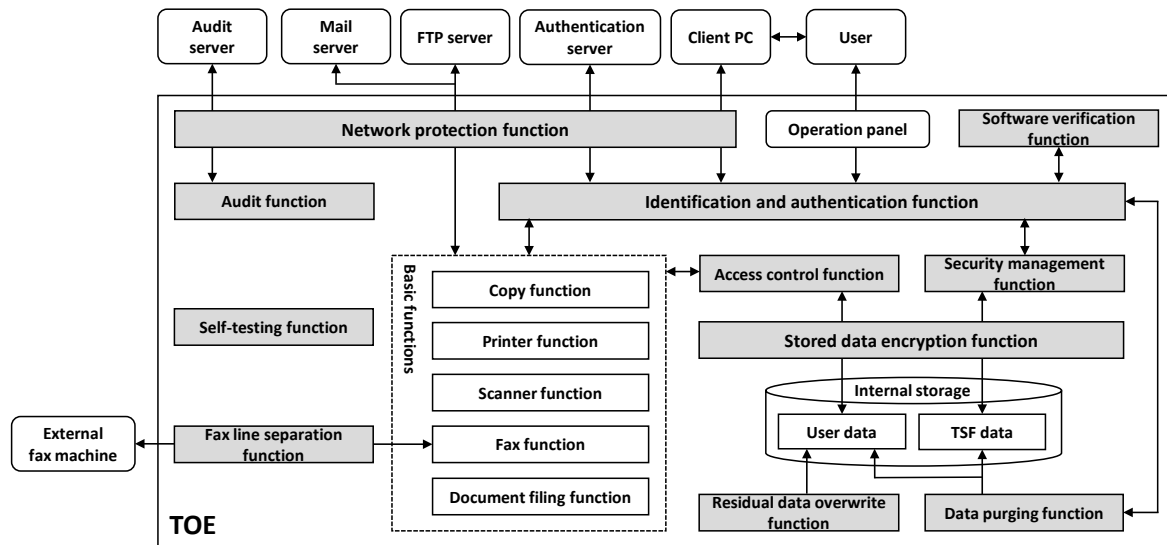 Audit
server
Mail
server
FTP server
Authentication
server
Client PC
User
Network protection function
Operation panel
Software verification
function
Audit function
Identification and authentication function
Basic functions
Copy function
Access control function
Security management
function
Self-testing function
Printer function
Stored data encryption function
Scanner function
Internal storage
External
fax machine
Fax line separation
function
Fax function
User data
TSF data
Document filing function
Residual data overwrite
function
Data purging function
TOE